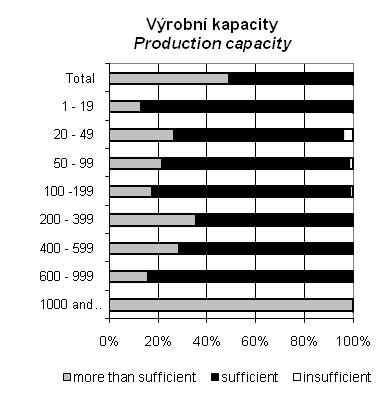 Výrobní kapacity
Production capacity
Total
1 - 19
20 - 49
50 - 99
100 -199
200 - 399
400 - 599
600 - 999
1000 and..
0% 20% 40% 60% 80% 100%
more than sufficient sufficient insufficient